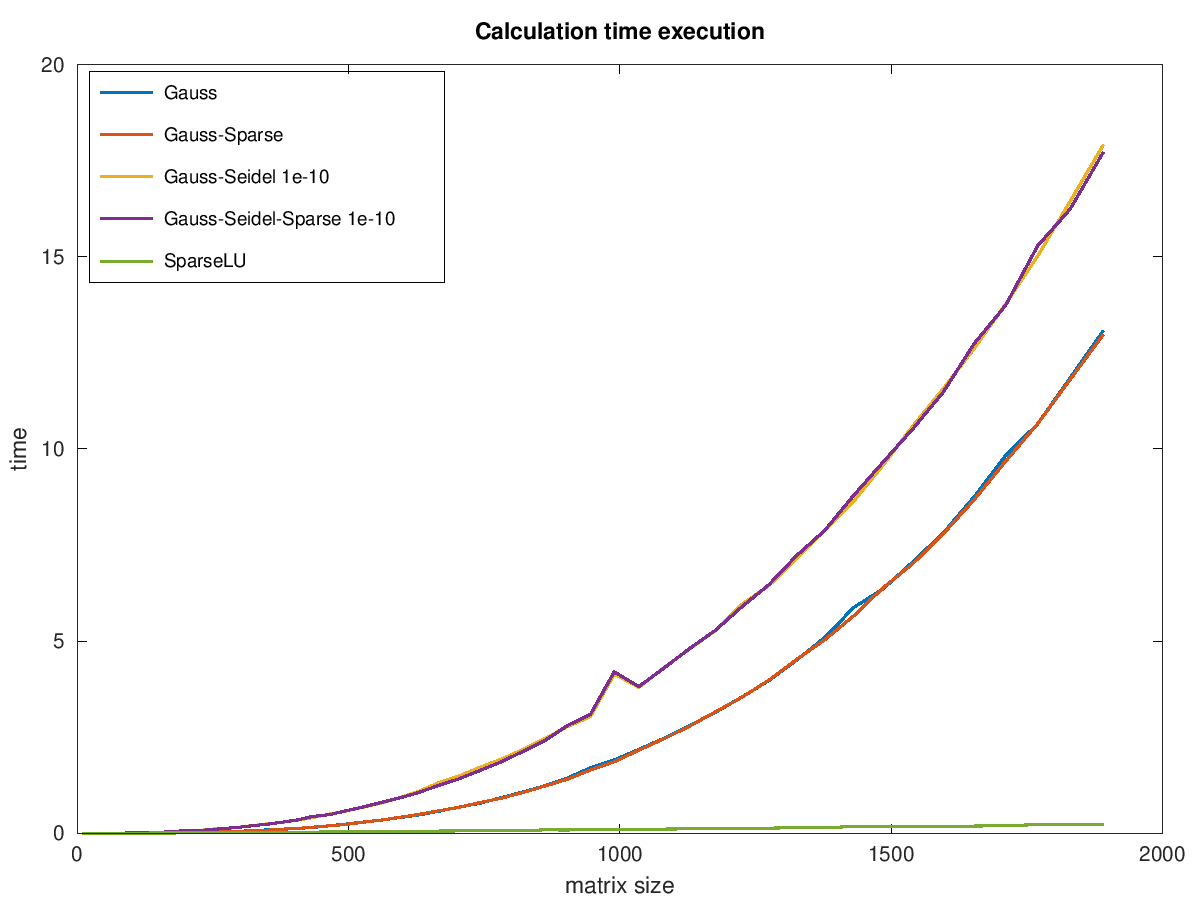 Calculation time execution
20
15
10
5
0
time
Gauss
Gauss-Sparse
Gauss-Seidel 1e-10
Gauss-Seidel-Sparse 1e-10
SparseLU
0
500
1000
1500
2000
matrix size